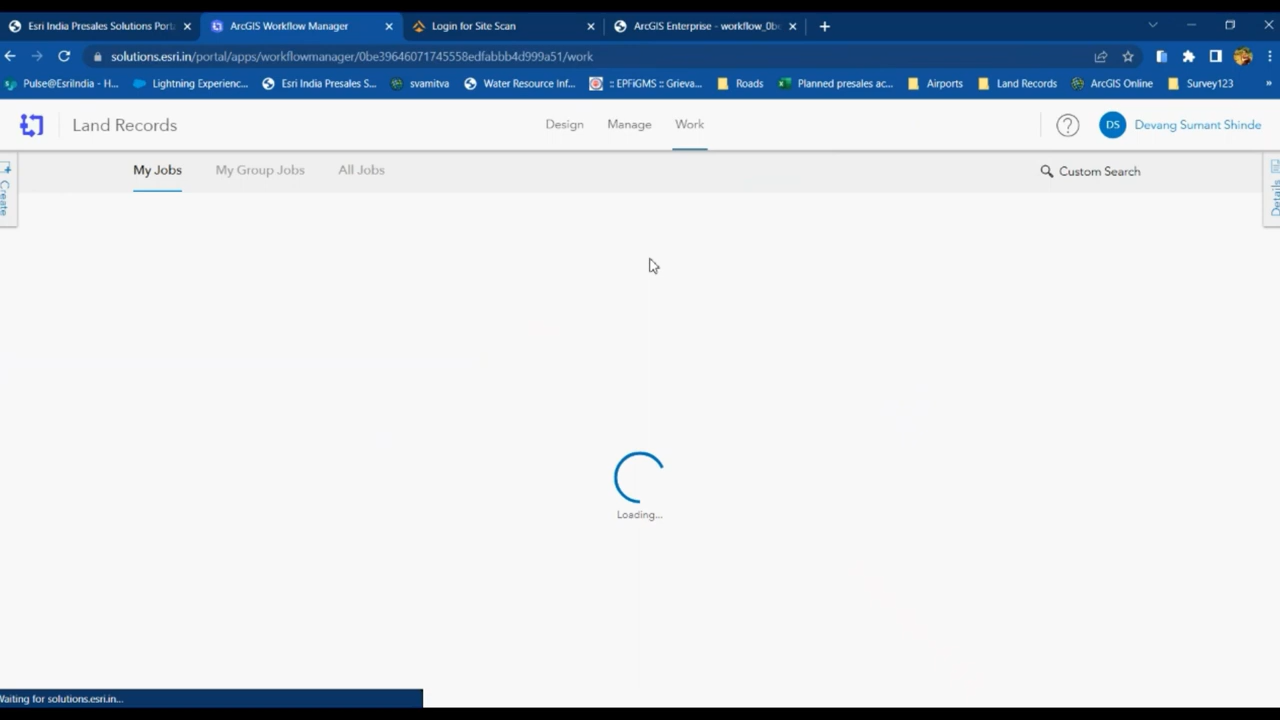 Esri India Presales Solutions Port
ArcGIS Workflow Manager
Login for Site Scan
ArcGIS Enterprise - workflow_0b
solutions.esri.in/portal/apps/workflowmanager/0be39646071745558edfabbb4d999a51/work
Pulse@EsriIndia - H...
Lightning Experienc...
Esri India Presales S...
svamitva
Water Resource Inf...
:: EPFiGMS :: Grieva...
Roads
Planned presales ac...
Airports
Land Records
ArcGIS Online
Survey123
»
Land Records
Design
Manage
Work
?
DS
Devang Sumant Shinde
My Jobs
My Group Jobs
All Jobs
Custom Search
Create
Details
Loading...
Waiting for solutions.esri.in...